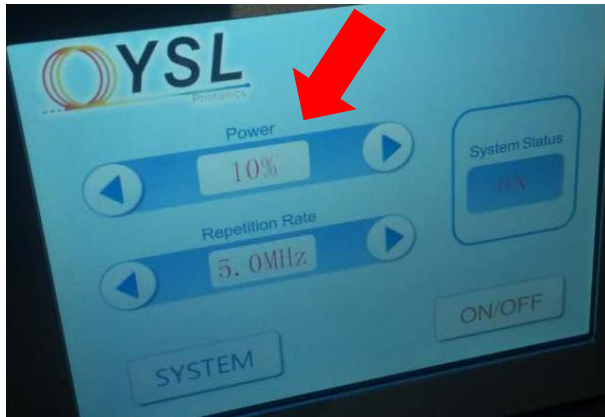 YSL
Photonics
Power
10%
System Status
ON
Repetition Rate
5.0MHz
ON/OFF
SYSTEM